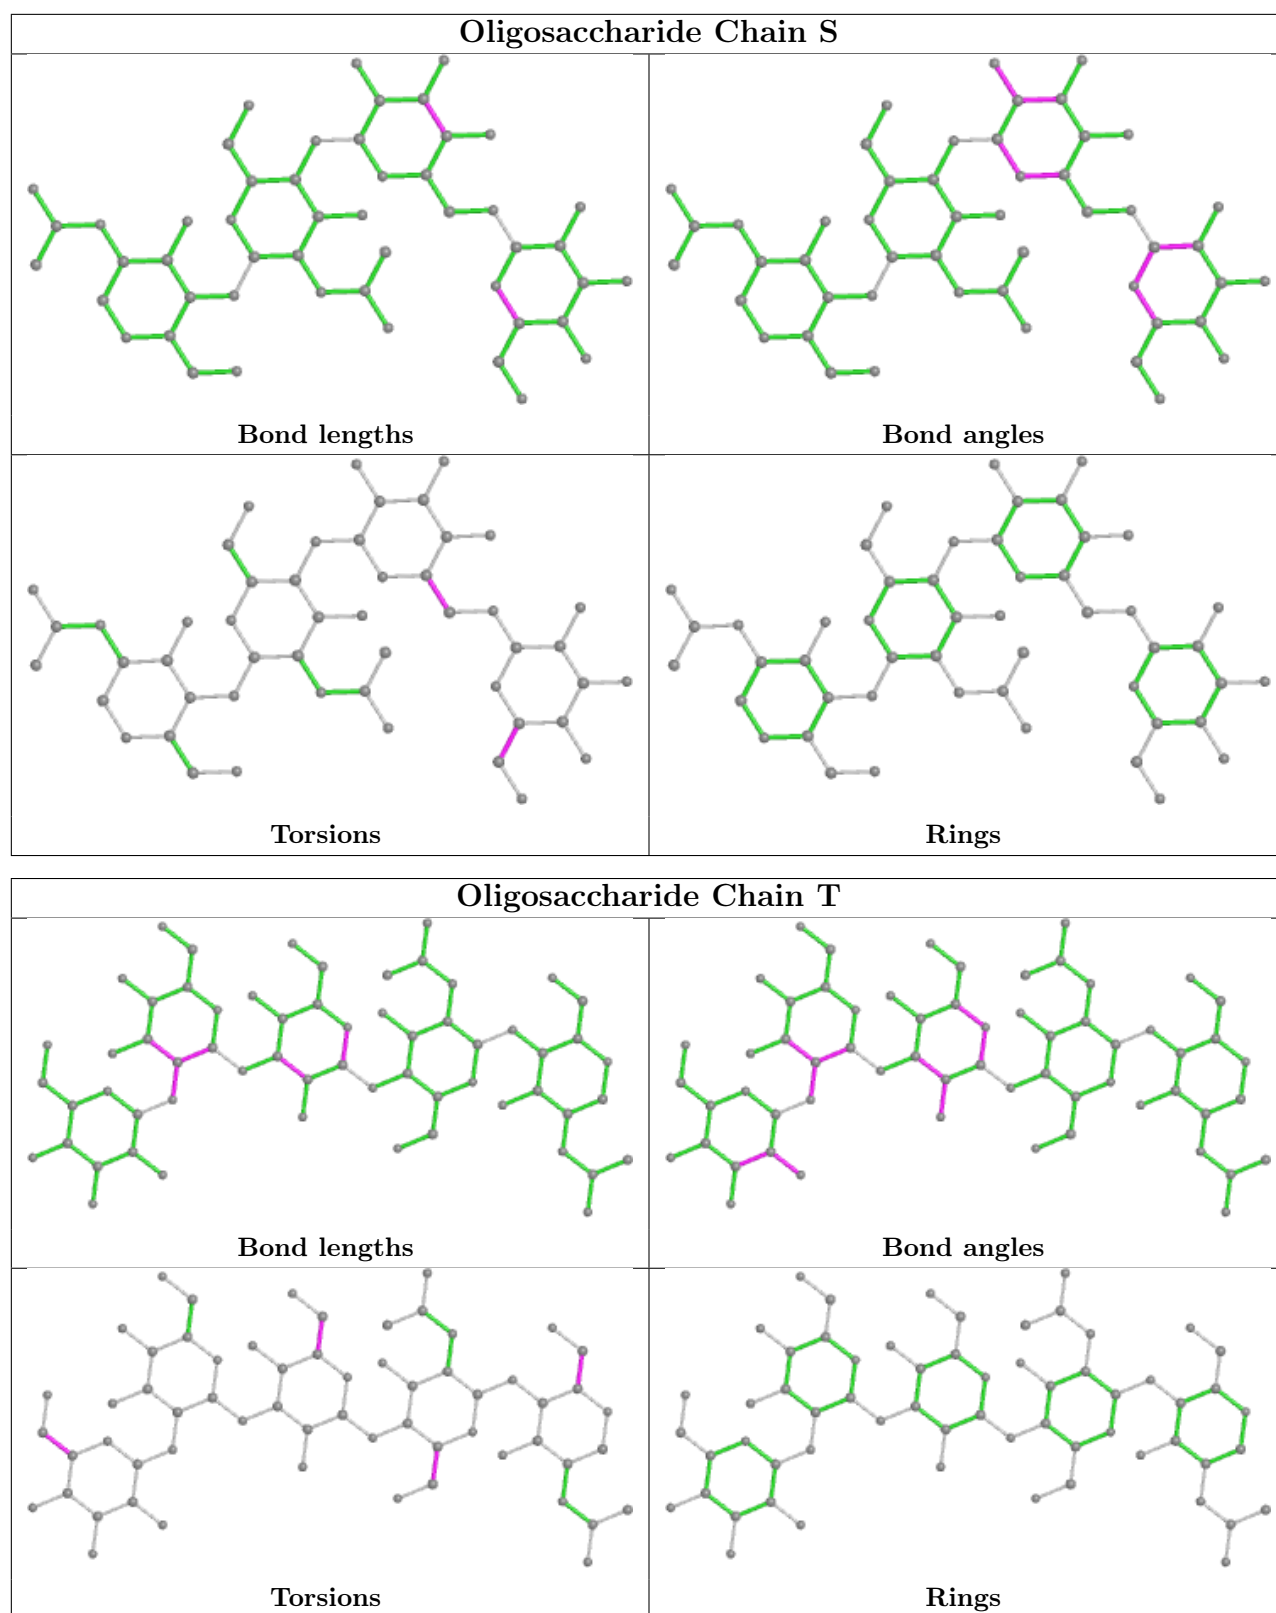 Oligosaccharide Chain S
Bond lengths
Bond angles
Torsions
Rings
Oligosaccharide Chain T
Bond lengths
Bond angles
Torsions
Rings